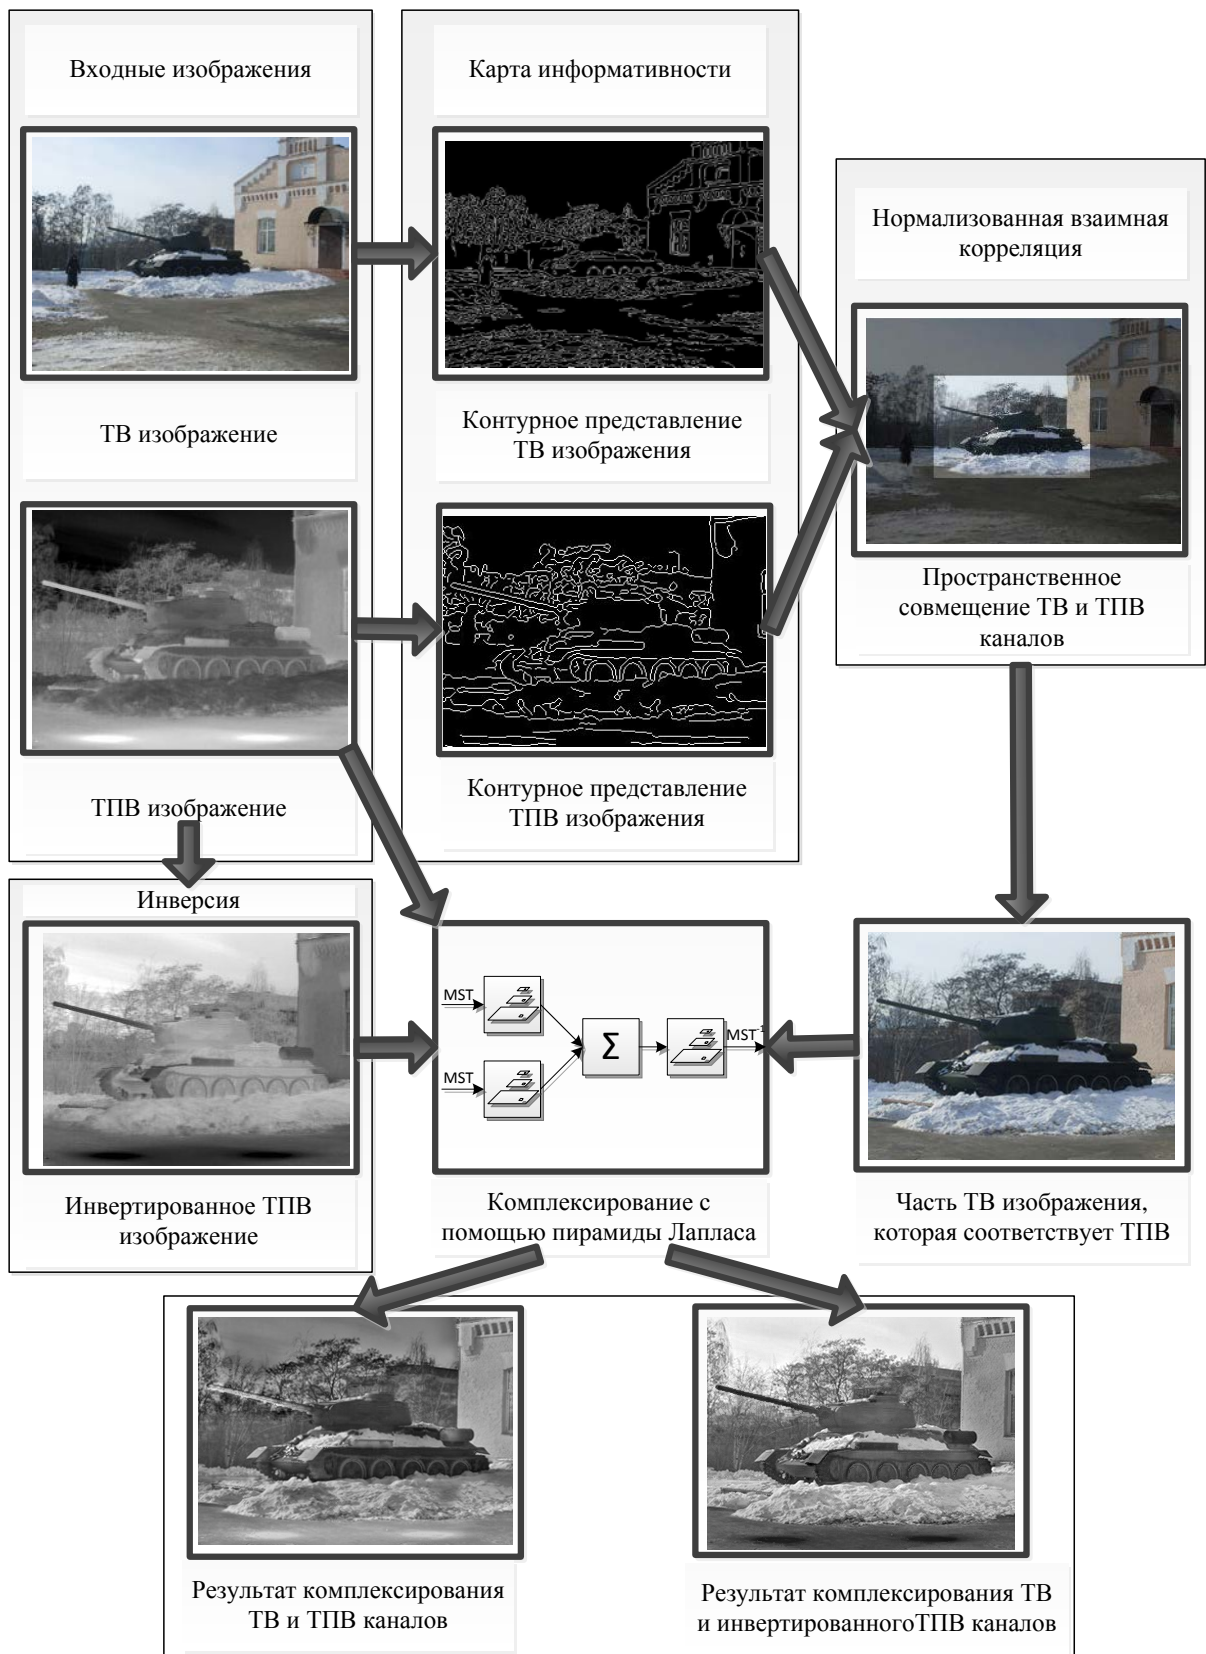 Входные изображения
Карта информативности
Нормализованная взаимная
корреляция
ТВ изображение
Контурное представление
ТВ изображения
Пространственное
совмещение ТВ и ТПВ
каналов
ТПВ изображение
Контурное представление
ТПВ изображения
Инверсия
MST
MST
Σ
MST-1
Инвертированное ТПВ
изображение
Комплексирование с
помощью пирамиды Лапласа
Часть ТВ изображения,
которая соответствует ТПВ
Результат комплексирования
ТВ и ТПВ каналов
Результат комплексирования ТВ
и инвертированногоТПВ каналов